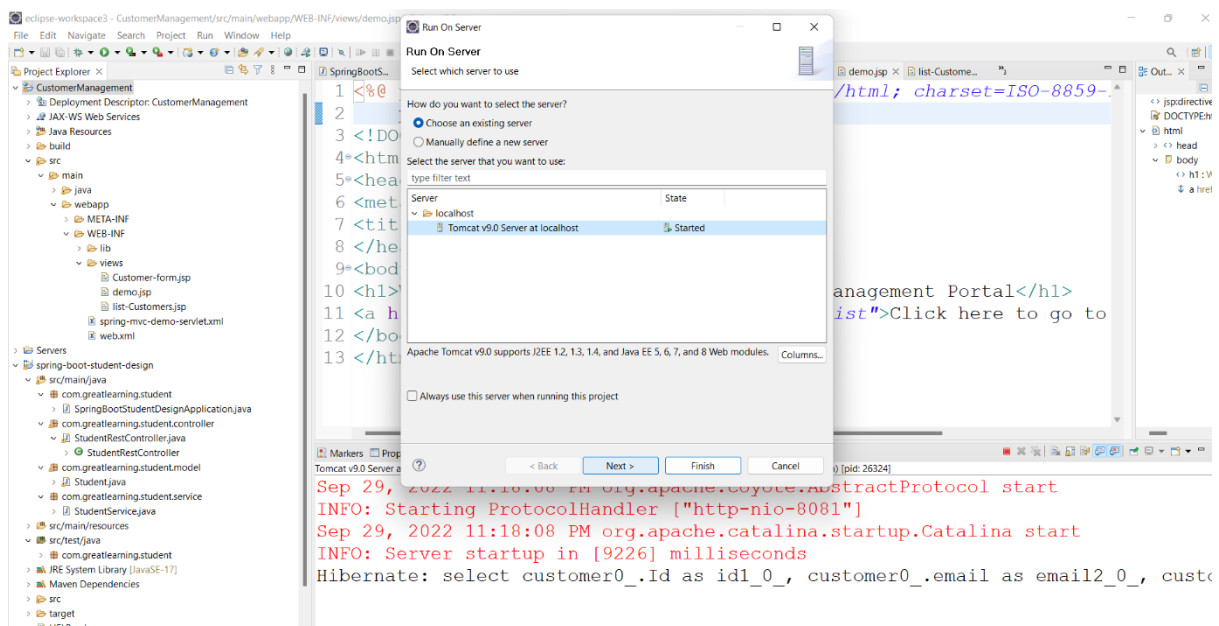 eclipse-workspace3 - CustomerManagement/src/main/webapp/WEB-INF/views/demo.jsp
File Edit Navigate Search Project Run Window Help
Project Explorer
CustomerManagement
Deployment Descriptor: CustomerManagement
JAX-WS Web Services
Java Resources
build
src
main
java
webapp
META-INF
WEB-INF
lib
views
Customer-form.jsp
demo.jsp
list-Customers.jsp
spring-mvc-demo-servlet.xml
web.xml
Servers
spring-boot-student-design
src/main/java
com.greatlearning.student
SpringBootStudentDesignApplication.java
com.greatlearning.student.controller
StudentRestController.java
StudentRestController
com.greatlearning.student.model
Student.java
com.greatlearning.student.service
StudentService.java
src/main/resources
src/test/java
com.greatlearning.student
JRE System Library [JavaSE-17]
Maven Dependencies
src
target
SpringBootS...
demo.jsp
list-Custome...
1 <%@ /html; charset=ISO-8859-
2
3 <!DO
4 <htm
5 <hea
6 <met
7 <tit
8 </he
9 <bod
10 <h1> anagement Portal</h1>
11 <a h ist">Click here to go to
12 </bo
13 </ht
Run On Server
Run On Server
Select which server to use
How do you want to select the server?
Choose an existing server
Manually define a new server
Select the server that you want to use:
type filter text
Server State
localhost
Tomcat v9.0 Server at localhost Started
Apache Tomcat v9.0 supports J2EE 1.2, 1.3, 1.4, and Java EE 5, 6, 7, and 8 Web modules.
Columns...
Always use this server when running this project
? < Back Next > Finish Cancel
Out...
jsp:directive
DOCTYPE:h
html
head
body
h1 : W
a hre
Markers Prop
Tomcat v9.0 Server a ) [pid: 26324]
Sep 29, 2022 11:18:08 PM org.apache.coyote.AbstractProtocol start
INFO: Starting ProtocolHandler ["http-nio-8081"]
Sep 29, 2022 11:18:08 PM org.apache.catalina.startup.Catalina start
INFO: Server startup in [9226] milliseconds
Hibernate: select customer0_.Id as id1_0_, customer0_.email as email2_0_, custo